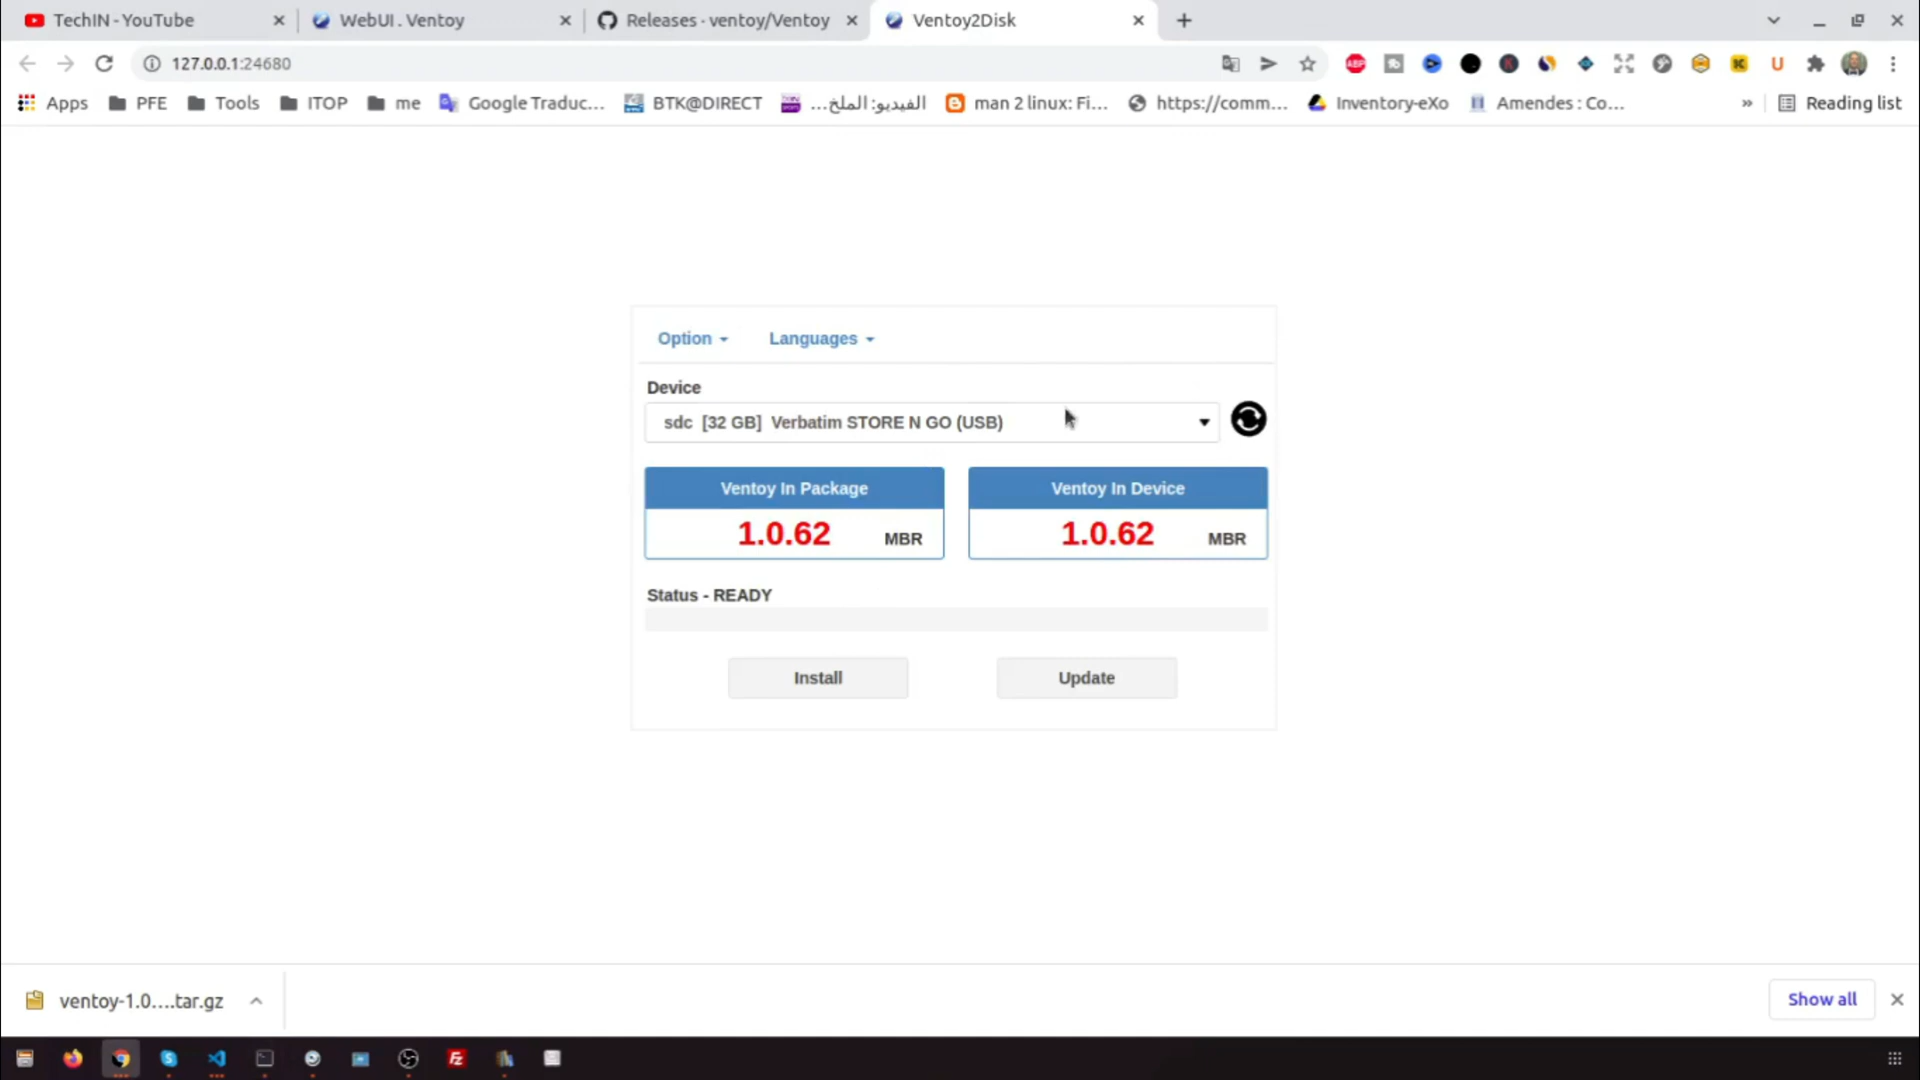 TechIN - YouTube
WebUI . Ventoy
Releases · ventoy/Ventoy
Ventoy2Disk
127.0.0.1:24680
Apps
PFE
Tools
ITOP
me
Google Traduc...
BTK@DIRECT
الفيديو: الملخ...
man 2 linux: Fi...
https://comm...
Inventory-eXo
Amendes : Co...
»
Reading list
Option
Languages
Device
sdc [32 GB] Verbatim STORE N GO (USB)
Ventoy In Package
Ventoy In Device
1.0.62 MBR
1.0.62 MBR
Status - READY
Install
Update
ventoy-1.0....tar.gz
Show all